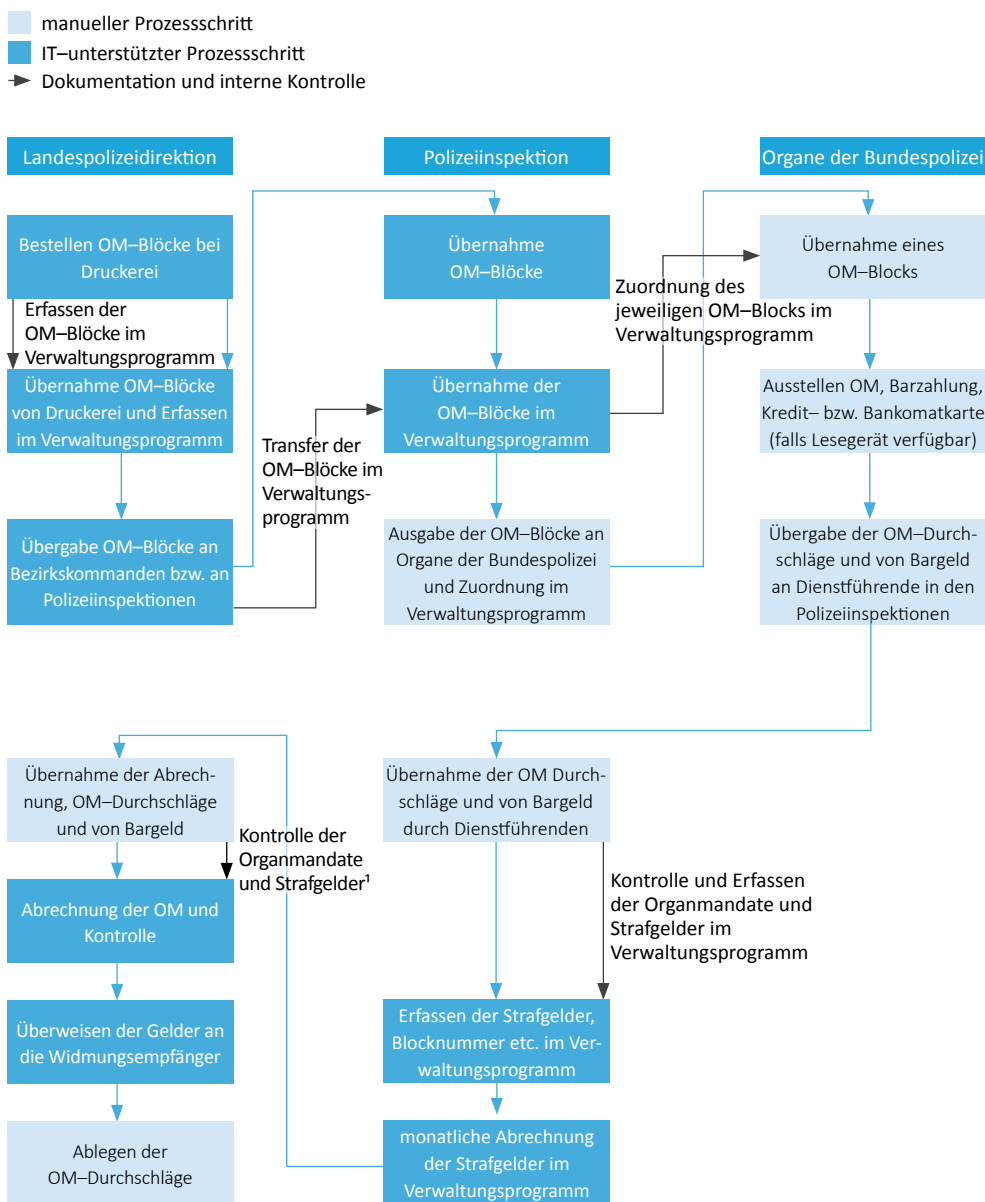 manueller Prozessschritt
IT–unterstützter Prozessschritt
Dokumentation und interne Kontrolle
Landespolizeidirektion
Polizeiinspektion
Organe der Bundespolizei
Bestellen OM–Blöcke bei
Druckerei
Übernahme
OM–Blöcke
Übernahme eines
OM–Blocks
Erfassen der
OM–Blöcke im
Verwaltungsprogramm
Zuordnung des
jeweiligen OM–Blocks im
Verwaltungsprogramm
Übernahme OM–Blöcke
von Druckerei und Erfassen
im Verwaltungsprogramm
Übernahme der
OM–Blöcke im
Verwaltungsprogramm
Ausstellen OM, Barzahlung,
Kredit– bzw. Bankomatkarte
(falls Lesegerät verfügbar)
Transfer der
OM–Blöcke im
Verwaltungs-
programm
Übergabe OM–Blöcke an
Bezirkskommanden bzw. an
Polizeiinspektionen
Ausgabe der OM–Blöcke an
Organe der Bundespolizei
und Zuordnung im
Verwaltungsprogramm
Übergabe der OM–Durch-
schläge und von Bargeld
an Dienstführende in den
Polizeiinspektionen
Übernahme der Abrech-
nung, OM–Durchschläge
und von Bargeld
Übernahme der OM Durch-
schläge und von Bargeld
durch Dienstführenden
Kontrolle der
Organmandate
und Strafgelder¹
Kontrolle und Erfassen
der Organmandate und
Strafgelder im
Verwaltungsprogramm
Abrechnung der OM und
Kontrolle
Überweisen der Gelder an
die Widmungsempfänger
Erfassen der Strafgelder,
Blocknummer etc. im Ver-
waltungsprogramm
Ablegen der
OM–Durchschläge
monatliche Abrechnung
der Strafgelder im
Verwaltungsprogramm